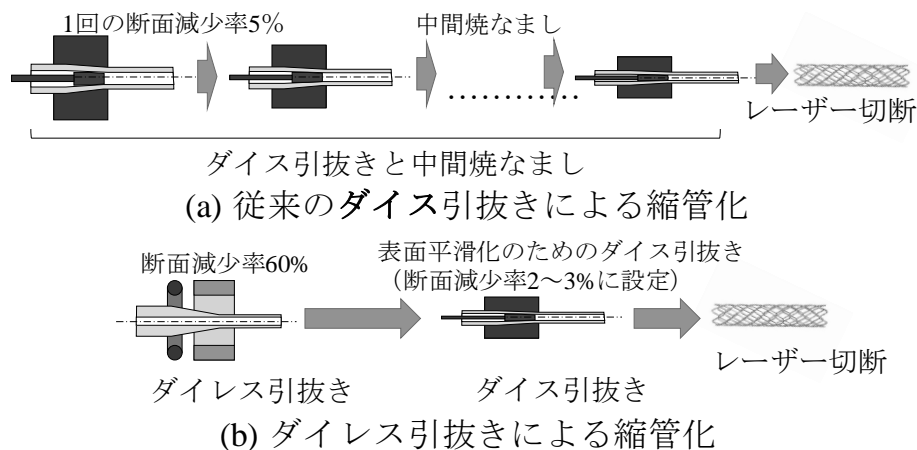 1回の断面減少率5%
中間焼なまし
レーザー切断
ダイス引抜きと中間焼なまし
(a) 従来のダイス引抜きによる縮管化
断面減少率60%
表面平滑化のためのダイス引抜き
（断面減少率2～3%に設定）
ダイレス引抜き
ダイス引抜き
レーザー切断
(b) ダイレス引抜きによる縮管化